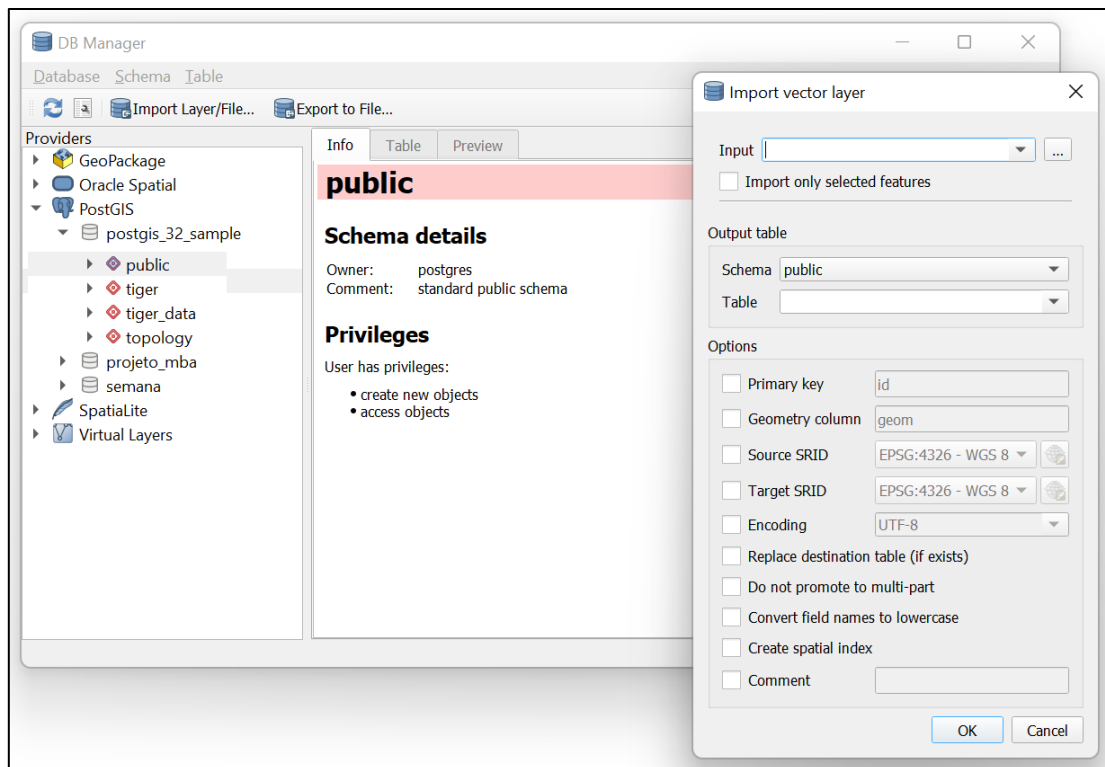 DB Manager
Database Schema Table
Import Layer/File... Export to File...
Providers
GeoPackage
Oracle Spatial
PostGIS
postgis_32_sample
public
tiger
tiger_data
topology
projeto_mba
semana
SpatiaLite
Virtual Layers
Info Table Preview
public
Schema details
Owner: postgres
Comment: standard public schema
Privileges
User has privileges:
• create new objects
• access objects
Import vector layer
Input ...
Import only selected features
Output table
Schema public
Table
Options
Primary key id
Geometry column geom
Source SRID EPSG:4326 - WGS 8
Target SRID EPSG:4326 - WGS 8
Encoding UTF-8
Replace destination table (if exists)
Do not promote to multi-part
Convert field names to lowercase
Create spatial index
Comment
OK Cancel